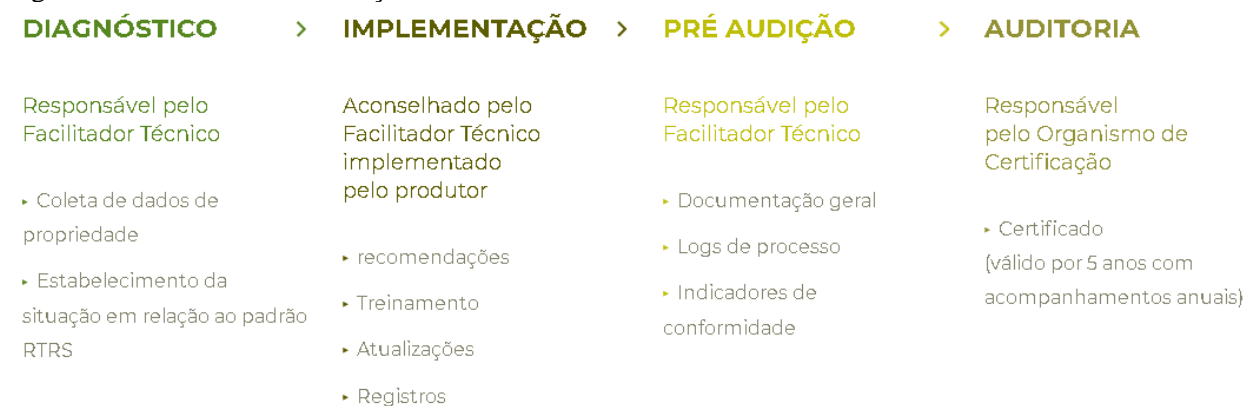 DIAGNÓSTICO >
Responsável pelo
Facilitador Técnico
▸ Coleta de dados de
propriedade
▸ Estabelecimento da
situação em relação ao padrão
RTRS
IMPLEMENTAÇÃO >
Aconselhado pelo
Facilitador Técnico
implementado
pelo produtor
▸ recomendações
▸ Treinamento
▸ Atualizações
▸ Registros
PRÉ AUDIÇÃO >
Responsável pelo
Facilitador Técnico
▸ Documentação geral
▸ Logs de processo
▸ Indicadores de
conformidade
AUDITORIA
Responsável
pelo Organismo de
Certificação
▸ Certificado
(válido por 5 anos com
acompanhamentos anuais)